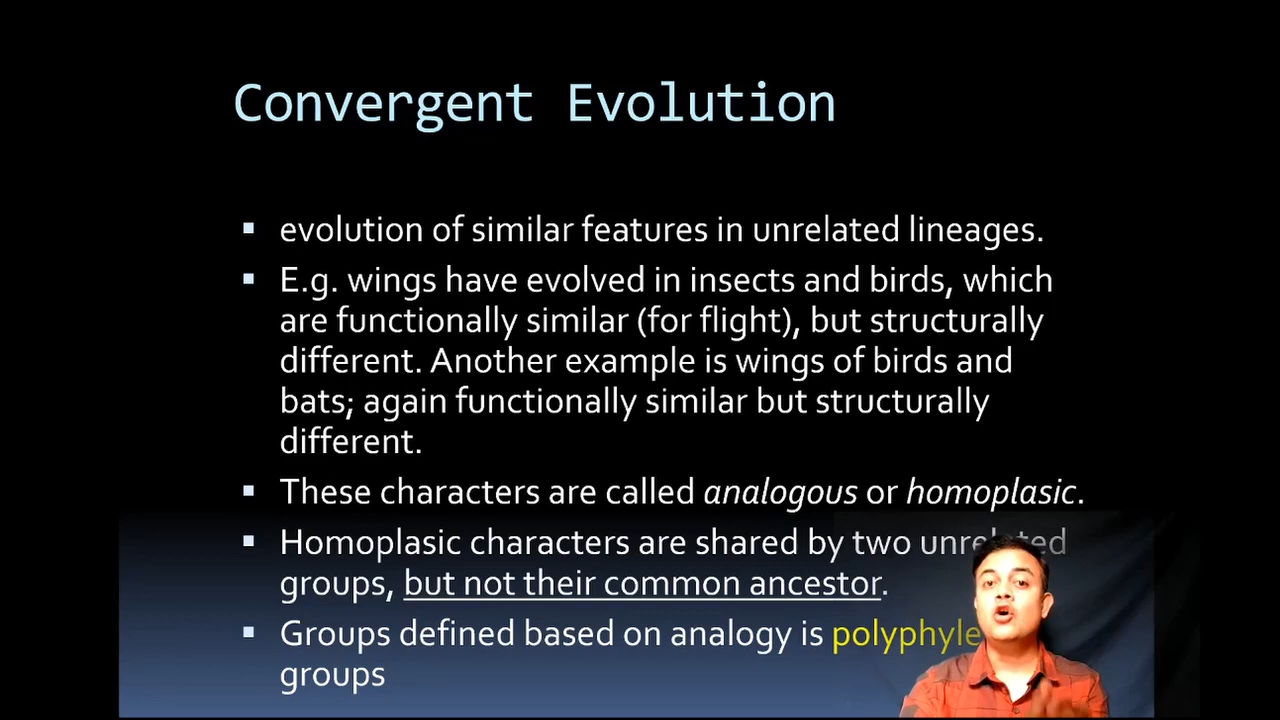 Convergent Evolution
▪ evolution of similar features in unrelated lineages.
▪ E.g. wings have evolved in insects and birds, which
are functionally similar (for flight), but structurally
different. Another example is wings of birds and
bats; again functionally similar but structurally
different.
▪ These characters are called analogous or homoplasic.
▪ Homoplasic characters are shared by two unrelated
groups, but not their common ancestor.
▪ Groups defined based on analogy is
groups